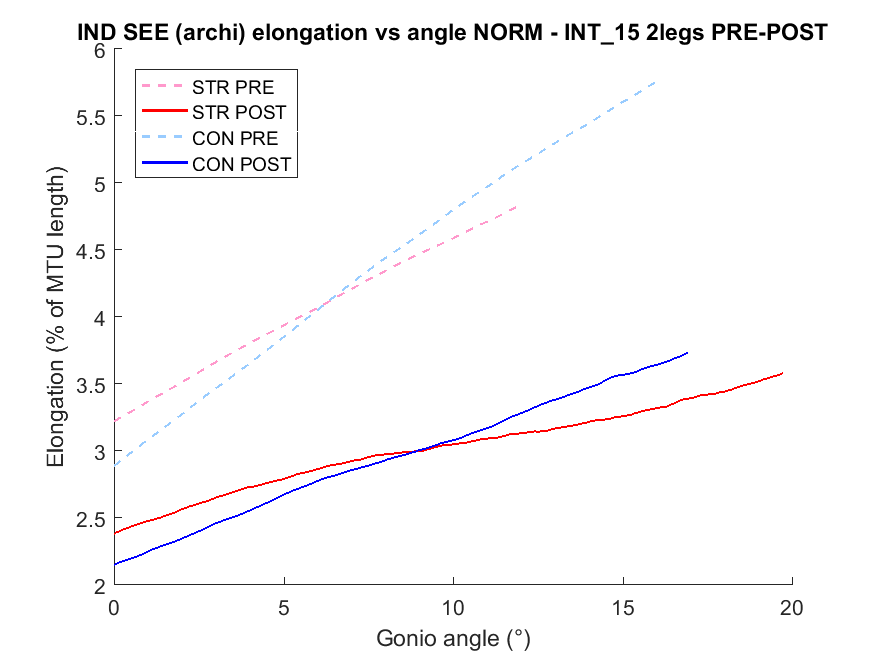 IND SEE (archi) elongation vs angle NORM - INT_15 2legs PRE-POST
6
5.5
5
4.5
4
3.5
3
2.5
2
Elongation (% of MTU length)
STR PRE
STR POST
CON PRE
CON POST
0
5
10
15
20
Gonio angle (°)